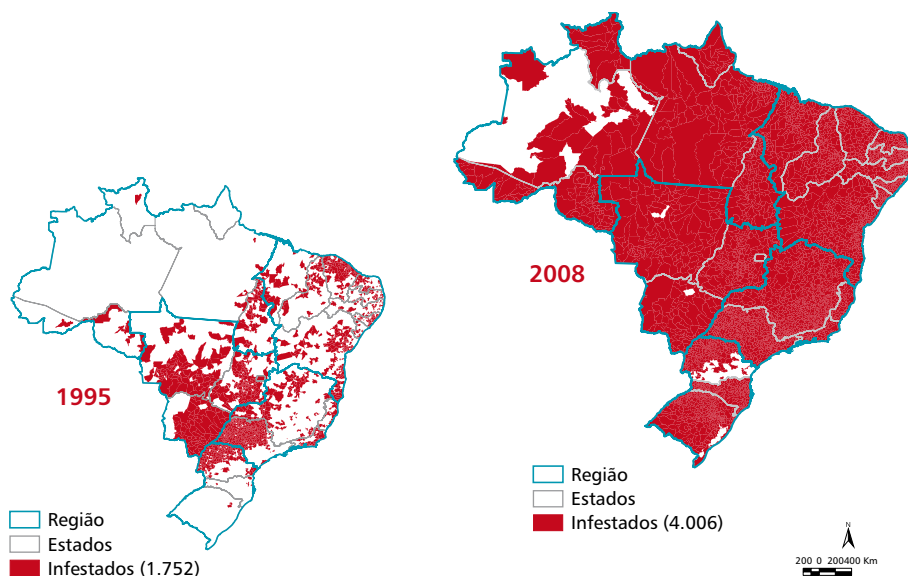 1995
Região
Estados
Infestados (1.752)
2008
Região
Estados
Infestados (4.006)
N
200 0 200400 Km